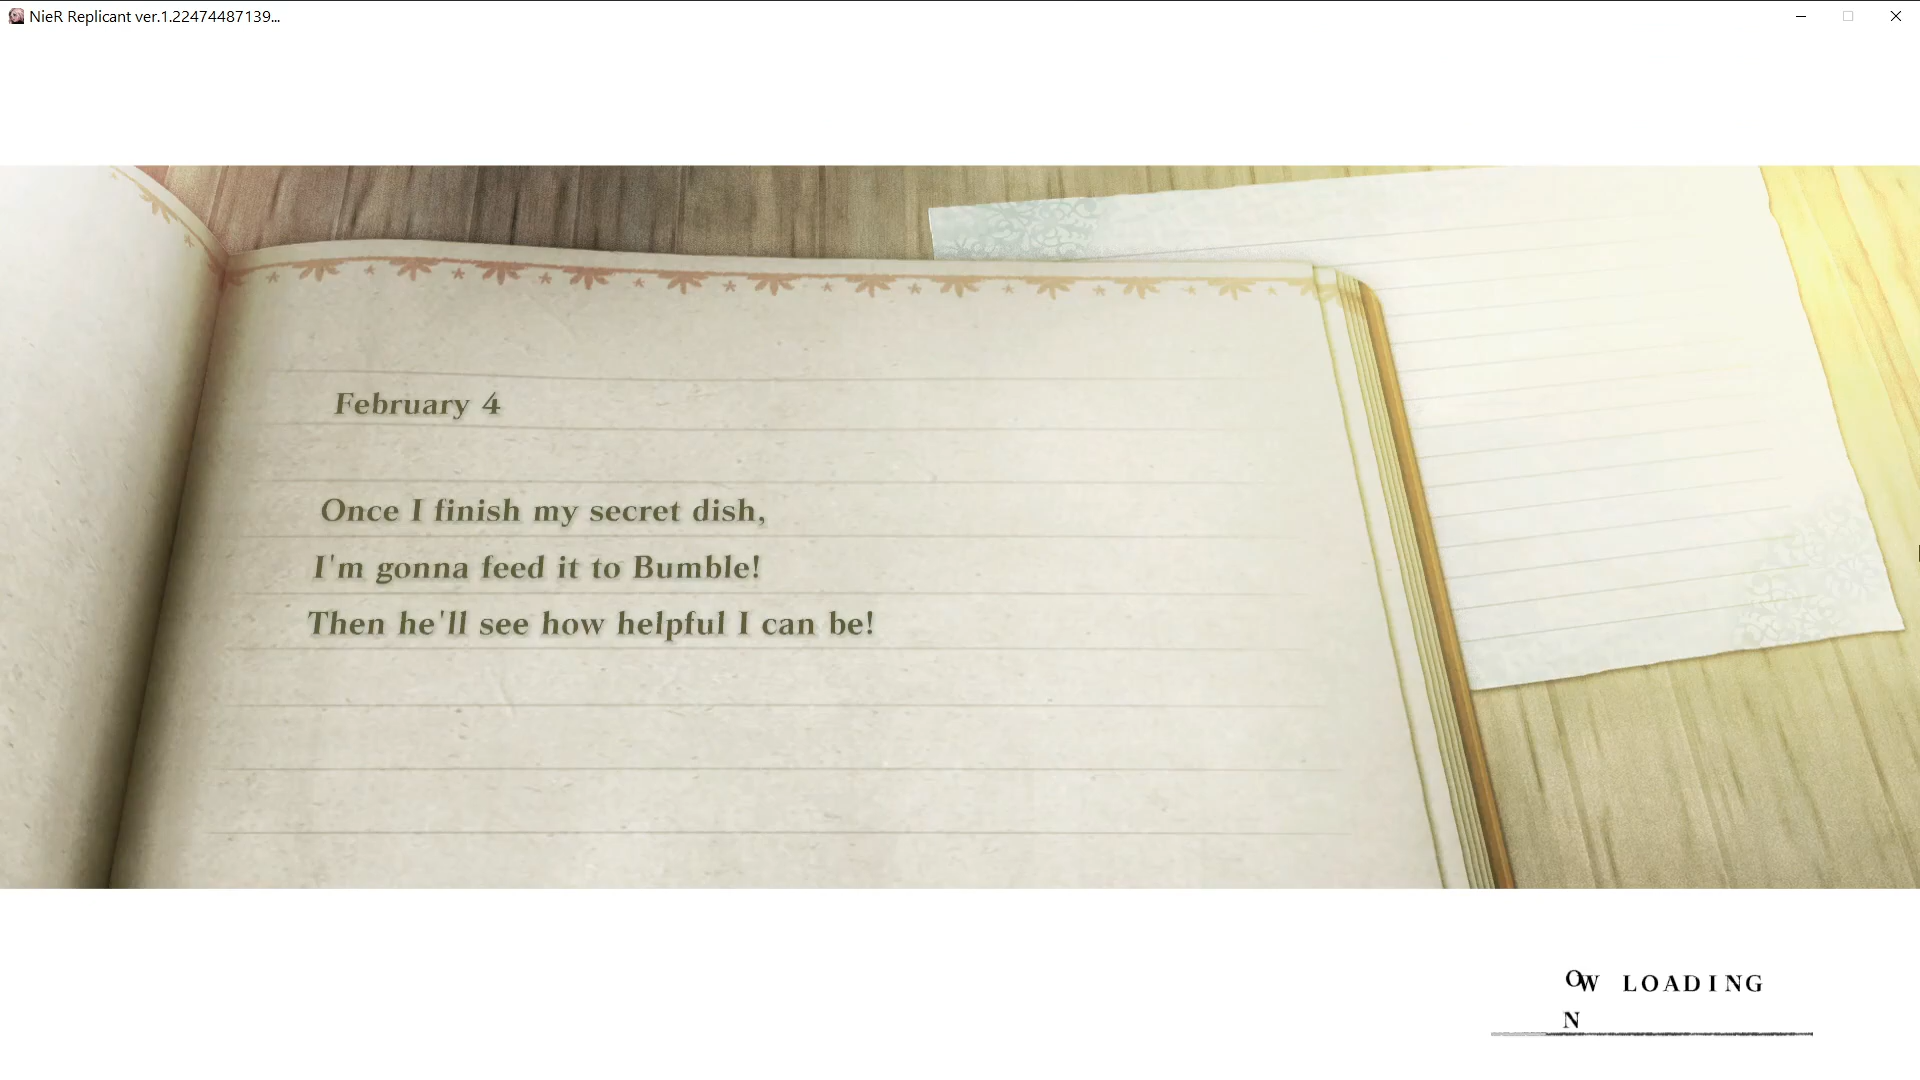 NieR Replicant ver.1.22474487139...
February 4
Once I finish my secret dish,
I'm gonna feed it to Bumble!
Then he'll see how helpful I can be!
NOW LOADING